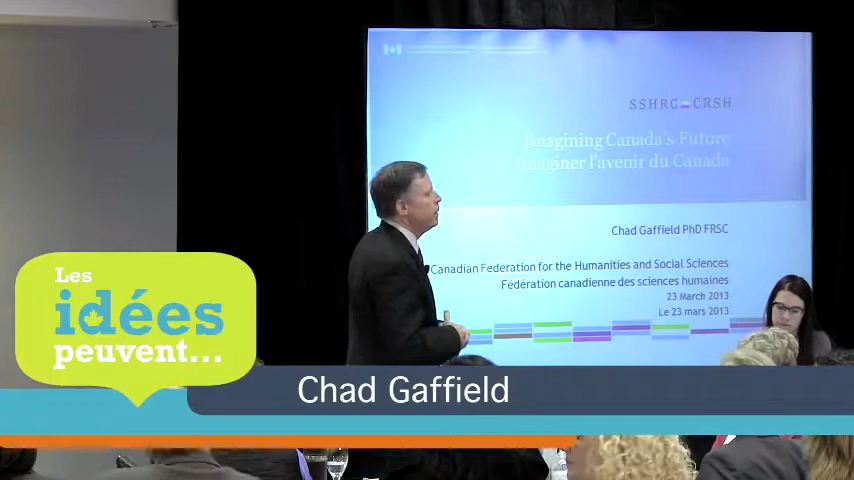 SSHRC CRSH
Imagining Canada's Future
Imaginer l'avenir du Canada
Chad Gaffield PhD FRSC
Canadian Federation for the Humanities and Social Sciences
Fédération canadienne des sciences humaines
23 March 2013
Le 23 mars 2013
Les
idées
peuvent...
Chad Gaffield